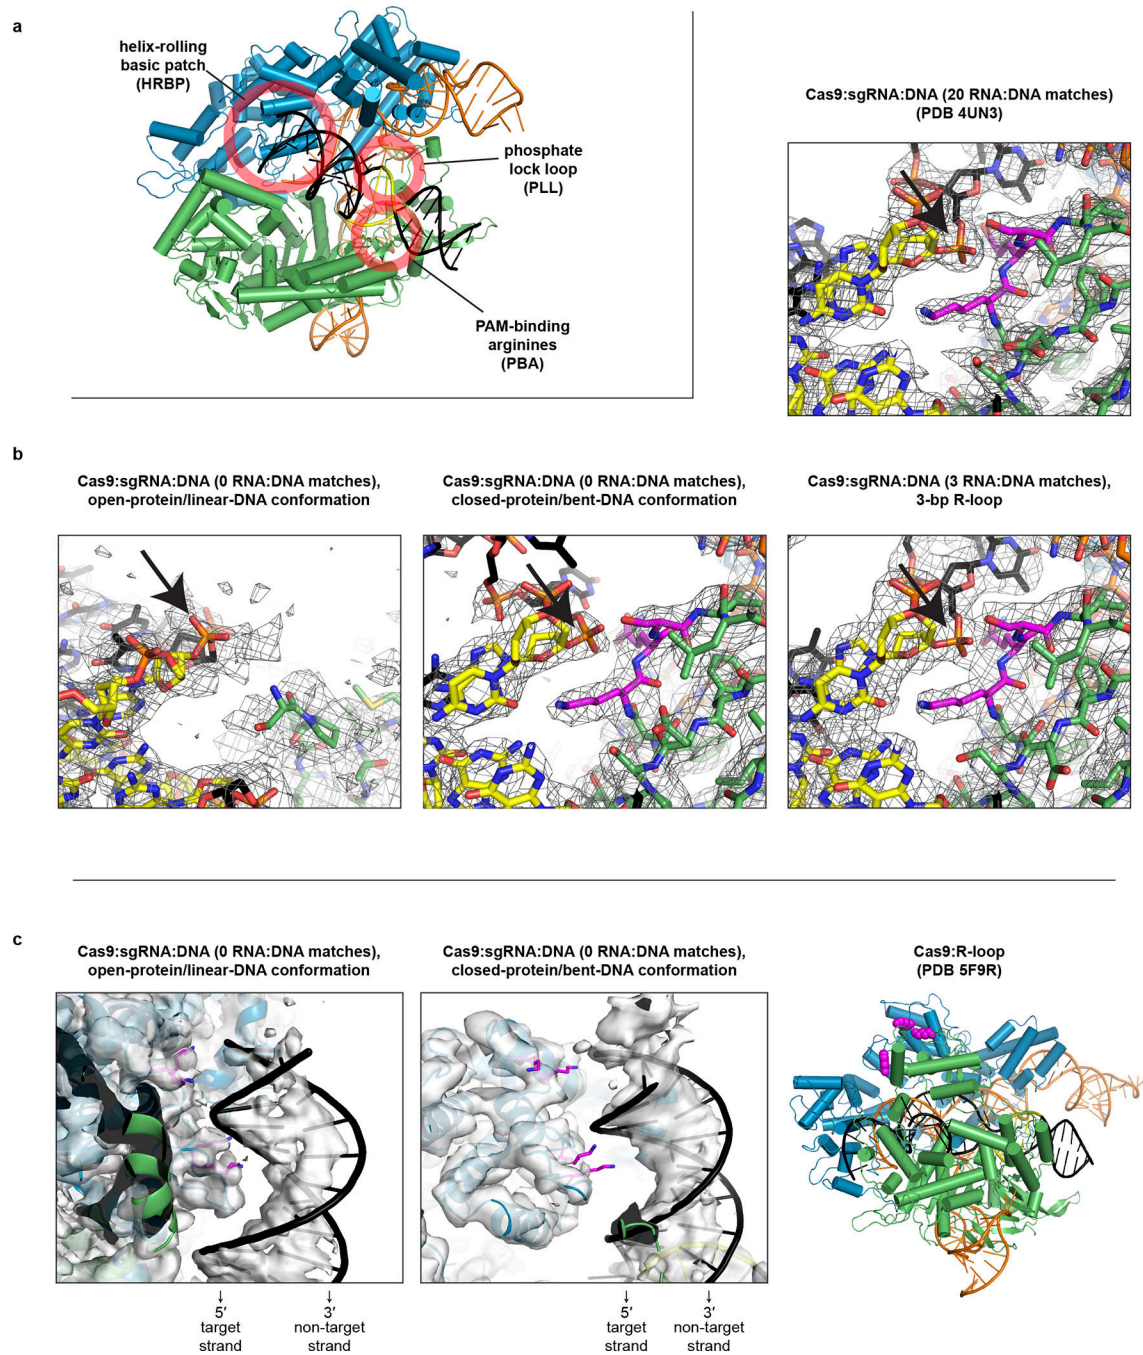 a
helix-rolling
basic patch
(HRBP)
phosphate
lock loop
(PLL)
PAM-binding
arginines
(PBA)
Cas9:sgRNA:DNA (20 RNA:DNA matches)
(PDB 4UN3)
b
Cas9:sgRNA:DNA (0 RNA:DNA matches),
open-protein/linear-DNA conformation
Cas9:sgRNA:DNA (0 RNA:DNA matches),
closed-protein/bent-DNA conformation
Cas9:sgRNA:DNA (3 RNA:DNA matches),
3-bp R-loop
c
Cas9:sgRNA:DNA (0 RNA:DNA matches),
open-protein/linear-DNA conformation
Cas9:sgRNA:DNA (0 RNA:DNA matches),
closed-protein/bent-DNA conformation
Cas9:R-loop
(PDB 5F9R)
5′
target
strand
3′
non-target
strand
5′
target
strand
3′
non-target
strand